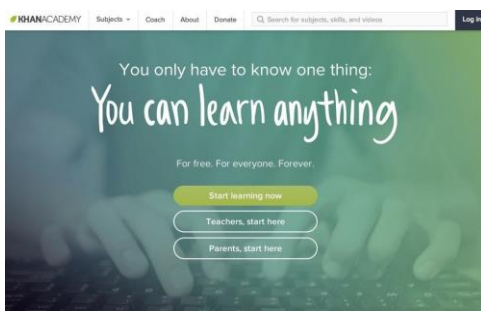 KHANACADEMY Subjects Coach About Donate Search for subjects, skills, and videos Log in
You only have to know one thing:
You can learn anything
For free. For everyone. Forever.
Start learning now
Teachers, start here
Parents, start here